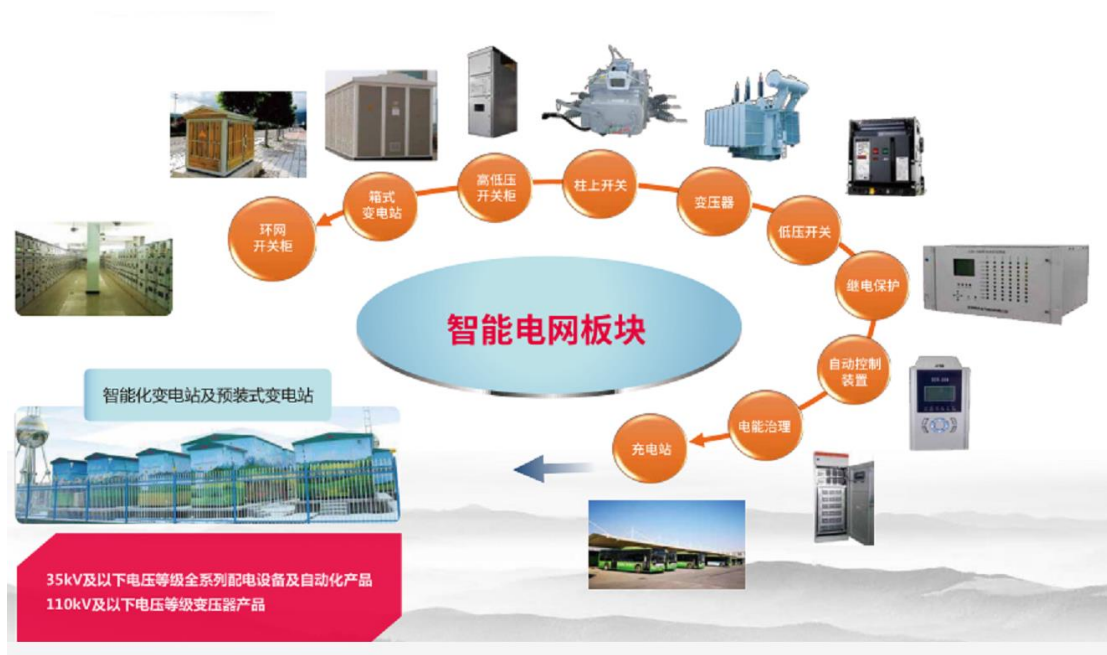 环网
开关柜
箱式
变电站
高低压
开关柜
柱上开关
变压器
低压开关
继电保护
自动控制
装置
电能治理
充电站
智能电网板块
智能化变电站及预装式变电站
35kV及以下电压等级全系列配电设备及自动化产品
110kV及以下电压等级变压器产品